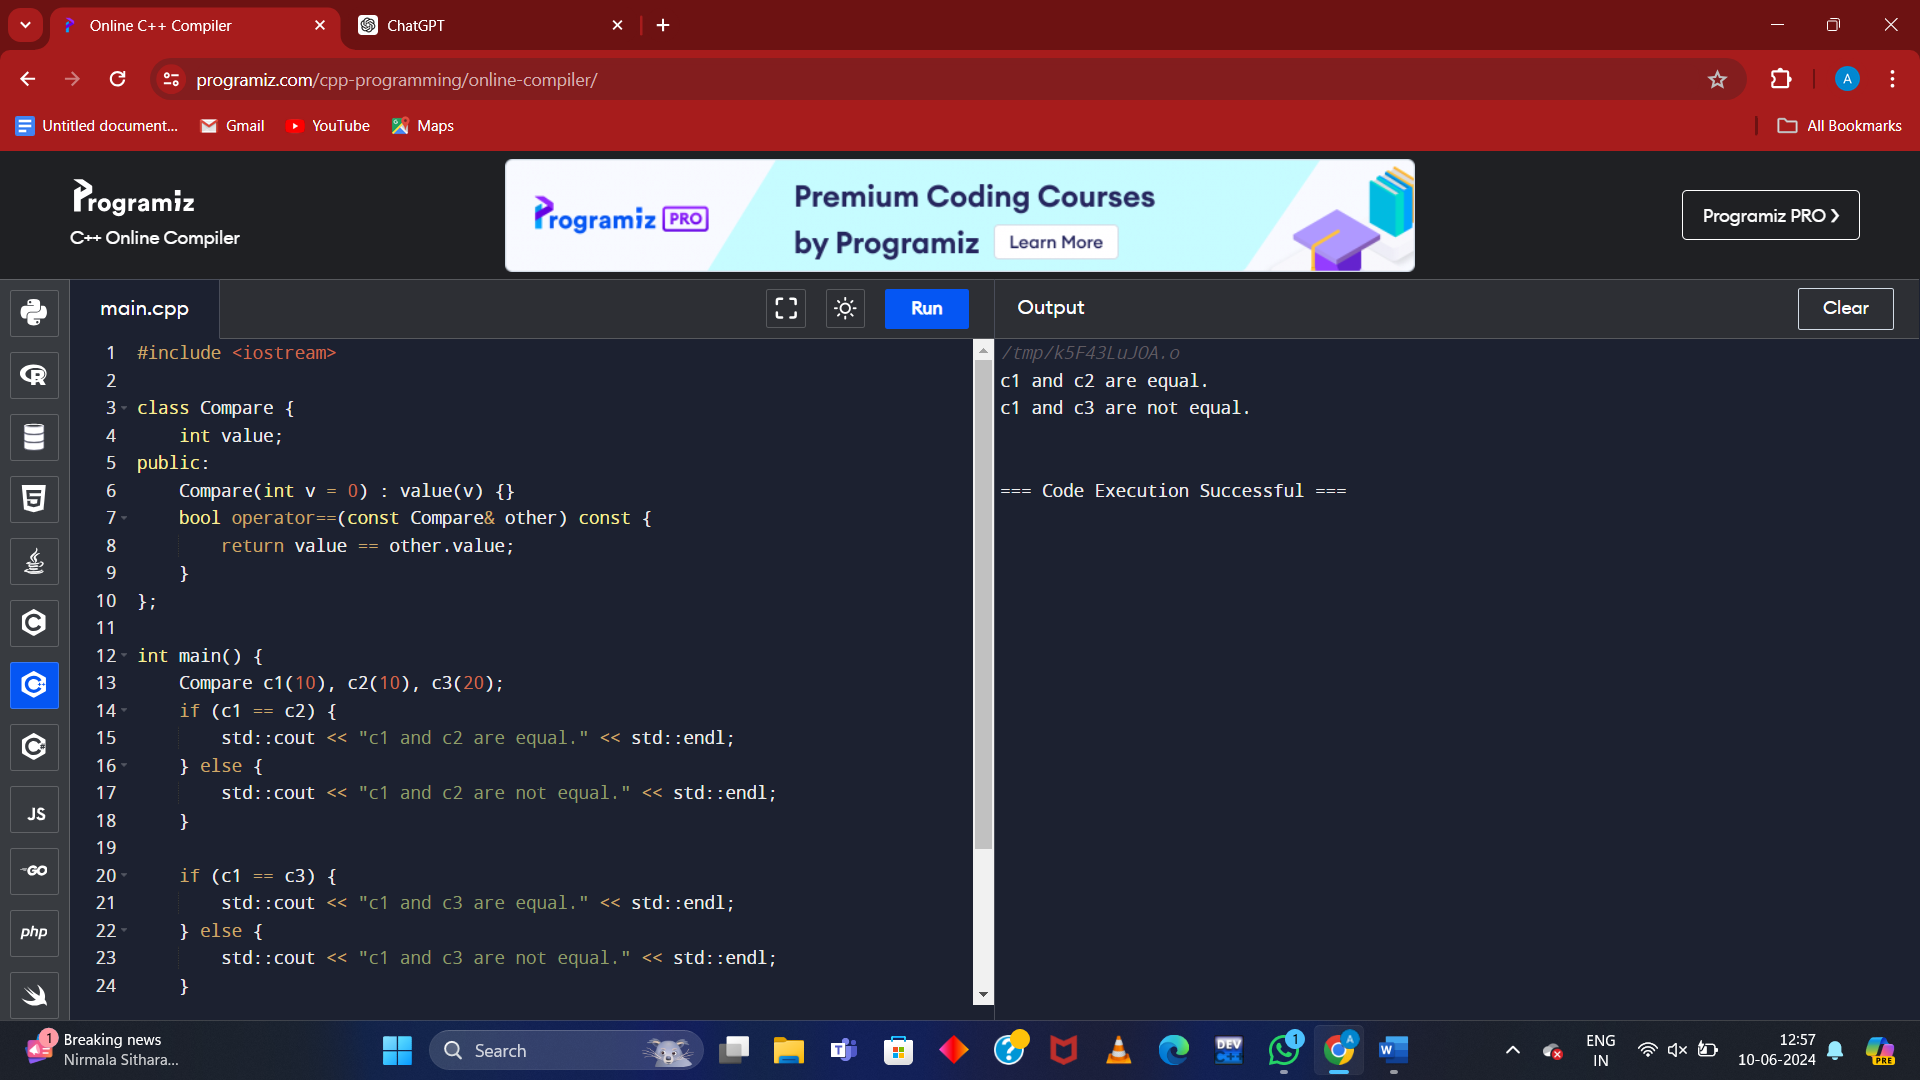 Online C++ Compiler
ChatGPT
programiz.com/cpp-programming/online-compiler/
A
Untitled document...
Gmail
YouTube
Maps
All Bookmarks
Programiz
C++ Online Compiler
Programiz PRO
Premium Coding Courses
by Programiz
Learn More
Programiz PRO ❯
main.cpp
Run
Output
Clear
1 #include <iostream>
2
3 class Compare {
4     int value;
5 public:
6     Compare(int v = 0) : value(v) {}
7     bool operator==(const Compare& other) const {
8         return value == other.value;
9     }
10 };
11
12 int main() {
13     Compare c1(10), c2(10), c3(20);
14     if (c1 == c2) {
15         std::cout << "c1 and c2 are equal." << std::endl;
16     } else {
17         std::cout << "c1 and c2 are not equal." << std::endl;
18     }
19
20     if (c1 == c3) {
21         std::cout << "c1 and c3 are equal." << std::endl;
22     } else {
23         std::cout << "c1 and c3 are not equal." << std::endl;
24     }
/tmp/k5F43LuJOA.o
c1 and c2 are equal.
c1 and c3 are not equal.
=== Code Execution Successful ===
R
5
C
C
C
JS
GO
php
1
Breaking news
Nirmala Sithara...
Search
T
?
DEV
C++
1
A
W
ENG
IN
12:57
10-06-2024
PRE